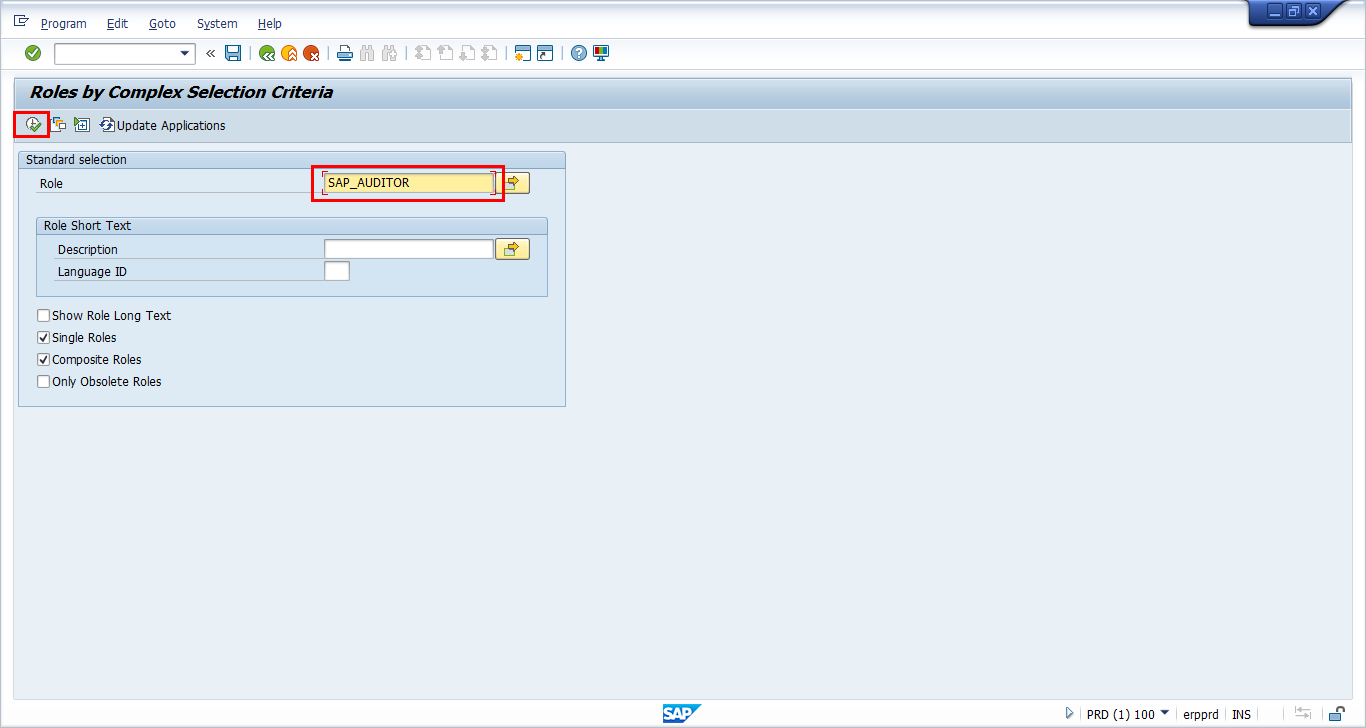 Program Edit Goto System Help
Roles by Complex Selection Criteria
Update Applications
Standard selection
Role SAP_AUDITOR
Role Short Text
Description
Language ID
Show Role Long Text
Single Roles
Composite Roles
Only Obsolete Roles
SAP PRD (1) 100 erpprd INS